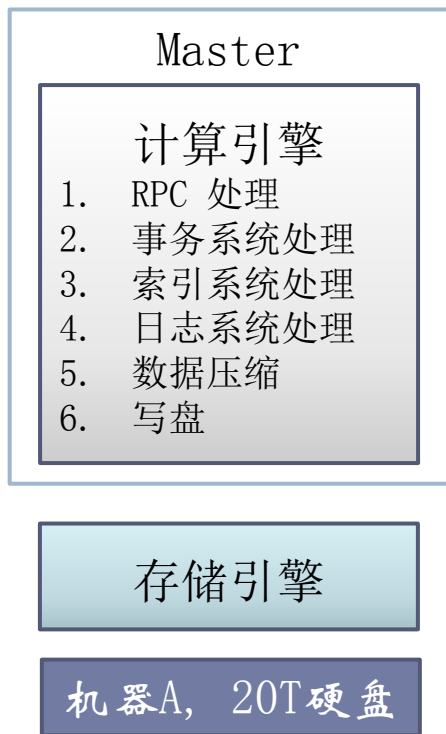 Master
计算引擎
1. RPC 处理
2. 事务系统处理
3. 索引系统处理
4. 日志系统处理
5. 数据压缩
6. 写盘
存储引擎
机器A, 20T硬盘